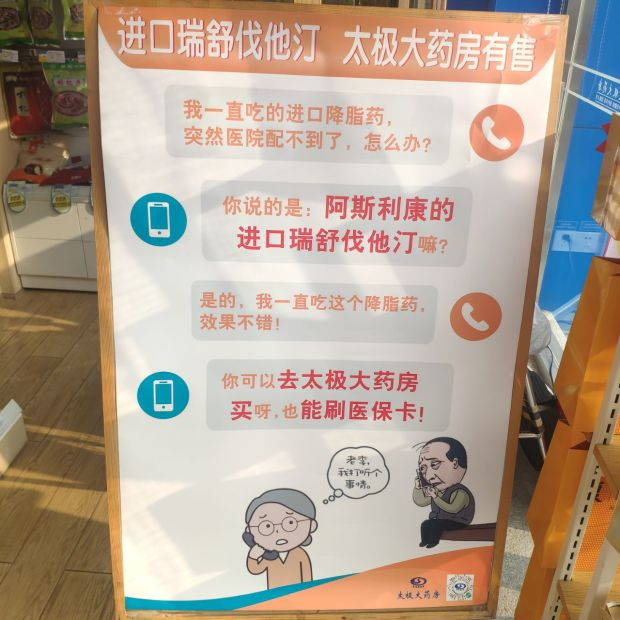 进口瑞舒伐他汀 太极大药房有售
我一直吃的进口降脂药，
突然医院配不到了，怎么办？
你说的是：阿斯利康的
进口瑞舒伐他汀嘛？
是的，我一直吃这个降脂药，
效果不错！
你可以去太极大药房
买呀，也能刷医保卡！
老李，
我打听个
事情。
太极大药房